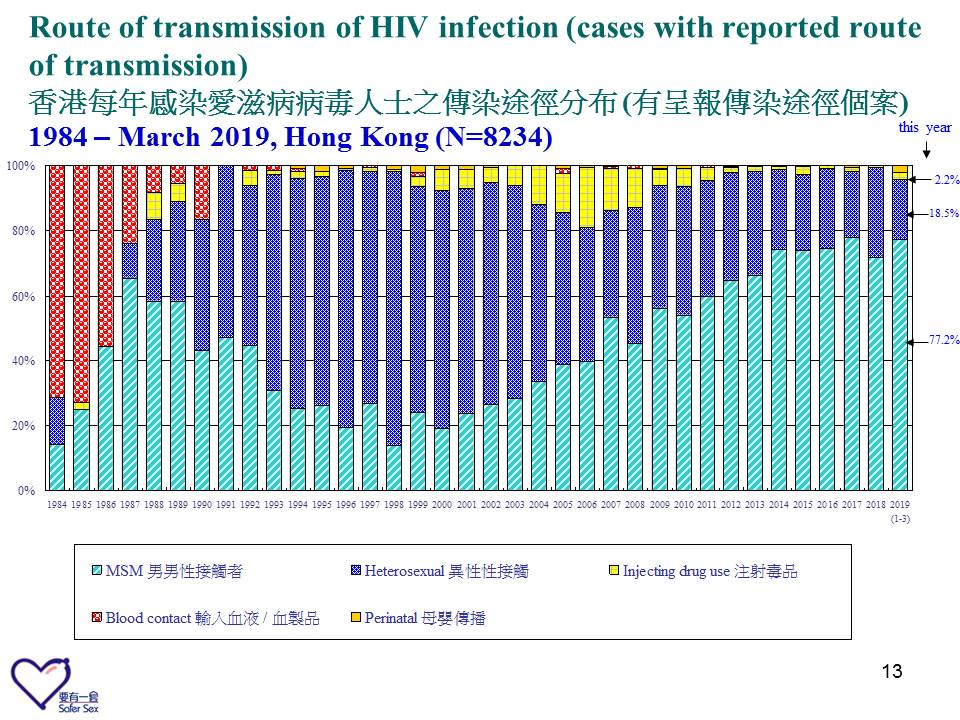 Route of transmission of HIV infection (cases with reported route
of transmission)
香港每年感染愛滋病病毒人士之傳染途徑分布 (有呈報傳染途徑個案)
1984 – March 2019, Hong Kong (N=8234)
this year
100%
2.2%
18.5%
80%
60%
77.2%
40%
20%
0%
1984 1985 1986 1987 1988 1989 1990 1991 1992 1993 1994 1995 1996 1997 1998 1999 2000 2001 2002 2003 2004 2005 2006 2007 2008 2009 2010 2011 2012 2013 2014 2015 2016 2017 2018 2019
(1-3)
MSM 男男性接觸者 Heterosexual 異性性接觸 Injecting drug use 注射毒品
Blood contact 輸入血液 / 血製品 Perinatal 母嬰傳播
13
要有一套
Safer Sex